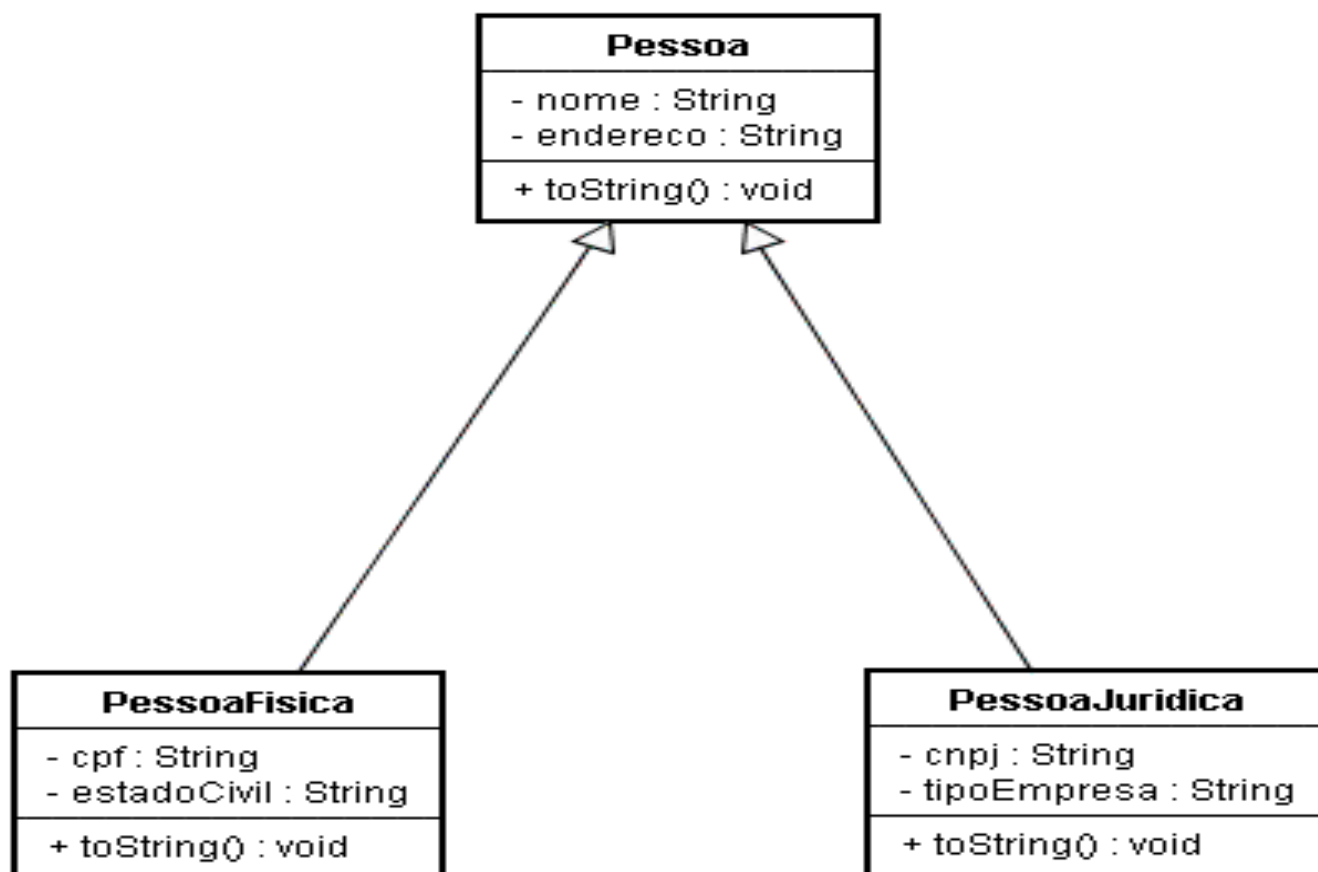 Pessoa
- nome : String
- endereco : String
+ toString() : void
PessoaFisica
- cpf : String
- estadoCivil : String
+ toString() : void
PessoaJuridica
- cnpj : String
- tipoEmpresa : String
+ toString() : void